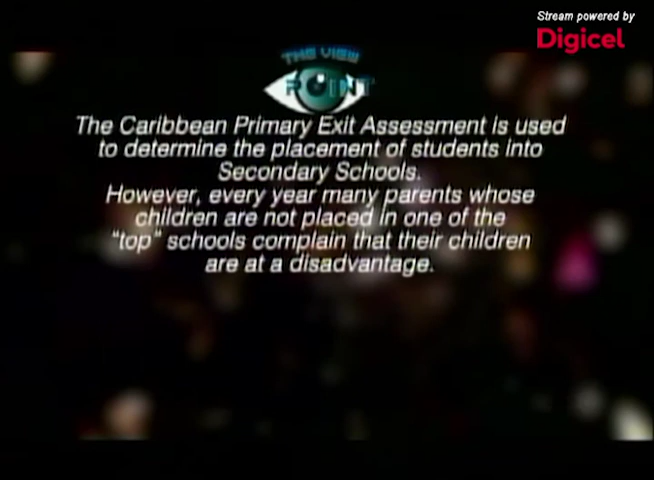 Stream powered by
Digicel
THE VIEW
POINT
The Caribbean Primary Exit Assessment is used
to determine the placement of students into
Secondary Schools.
However, every year many parents whose
children are not placed in one of the
"top" schools complain that their children
are at a disadvantage.